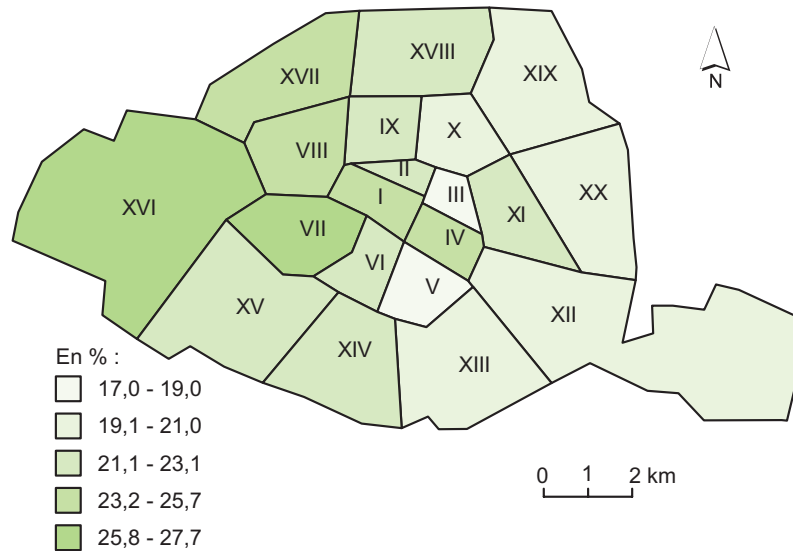 XVIII
XVII
XIX
N
IX
X
VIII
II
III
XVI
I
XI
XX
VII
IV
VI
V
XV
XII
XIV
XIII
En % :
17,0 - 19,0
19,1 - 21,0
21,1 - 23,1
23,2 - 25,7
25,8 - 27,7
0 1 2 km